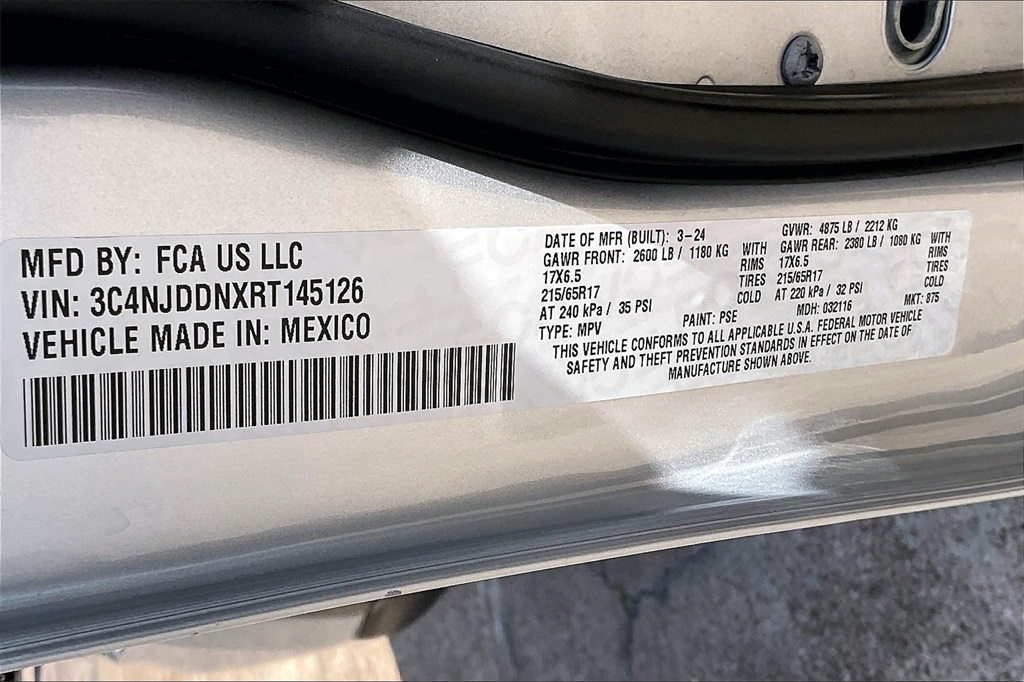 MFD BY: FCA US LLC
VIN: 3C4NJDDNXRT145126
VEHICLE MADE IN: MEXICO
DATE OF MFR (BUILT): 3-24
GAWR FRONT: 2600 LB / 1180 KG WITH
17X6.5 RIMS
215/65R17 TIRES
AT 240 kPa / 35 PSI COLD
TYPE: MPV PAINT: PSE
GVWR: 4875 LB / 2212 KG
GAWR REAR: 2380 LB / 1080 KG WITH
17X6.5 RIMS
215/65R17 TIRES
AT 220 kPa / 32 PSI COLD
MDH: 032116 MKT: 875
THIS VEHICLE CONFORMS TO ALL APPLICABLE U.S.A. FEDERAL MOTOR VEHICLE
SAFETY AND THEFT PREVENTION STANDARDS IN EFFECT ON THE DATE OF
MANUFACTURE SHOWN ABOVE.